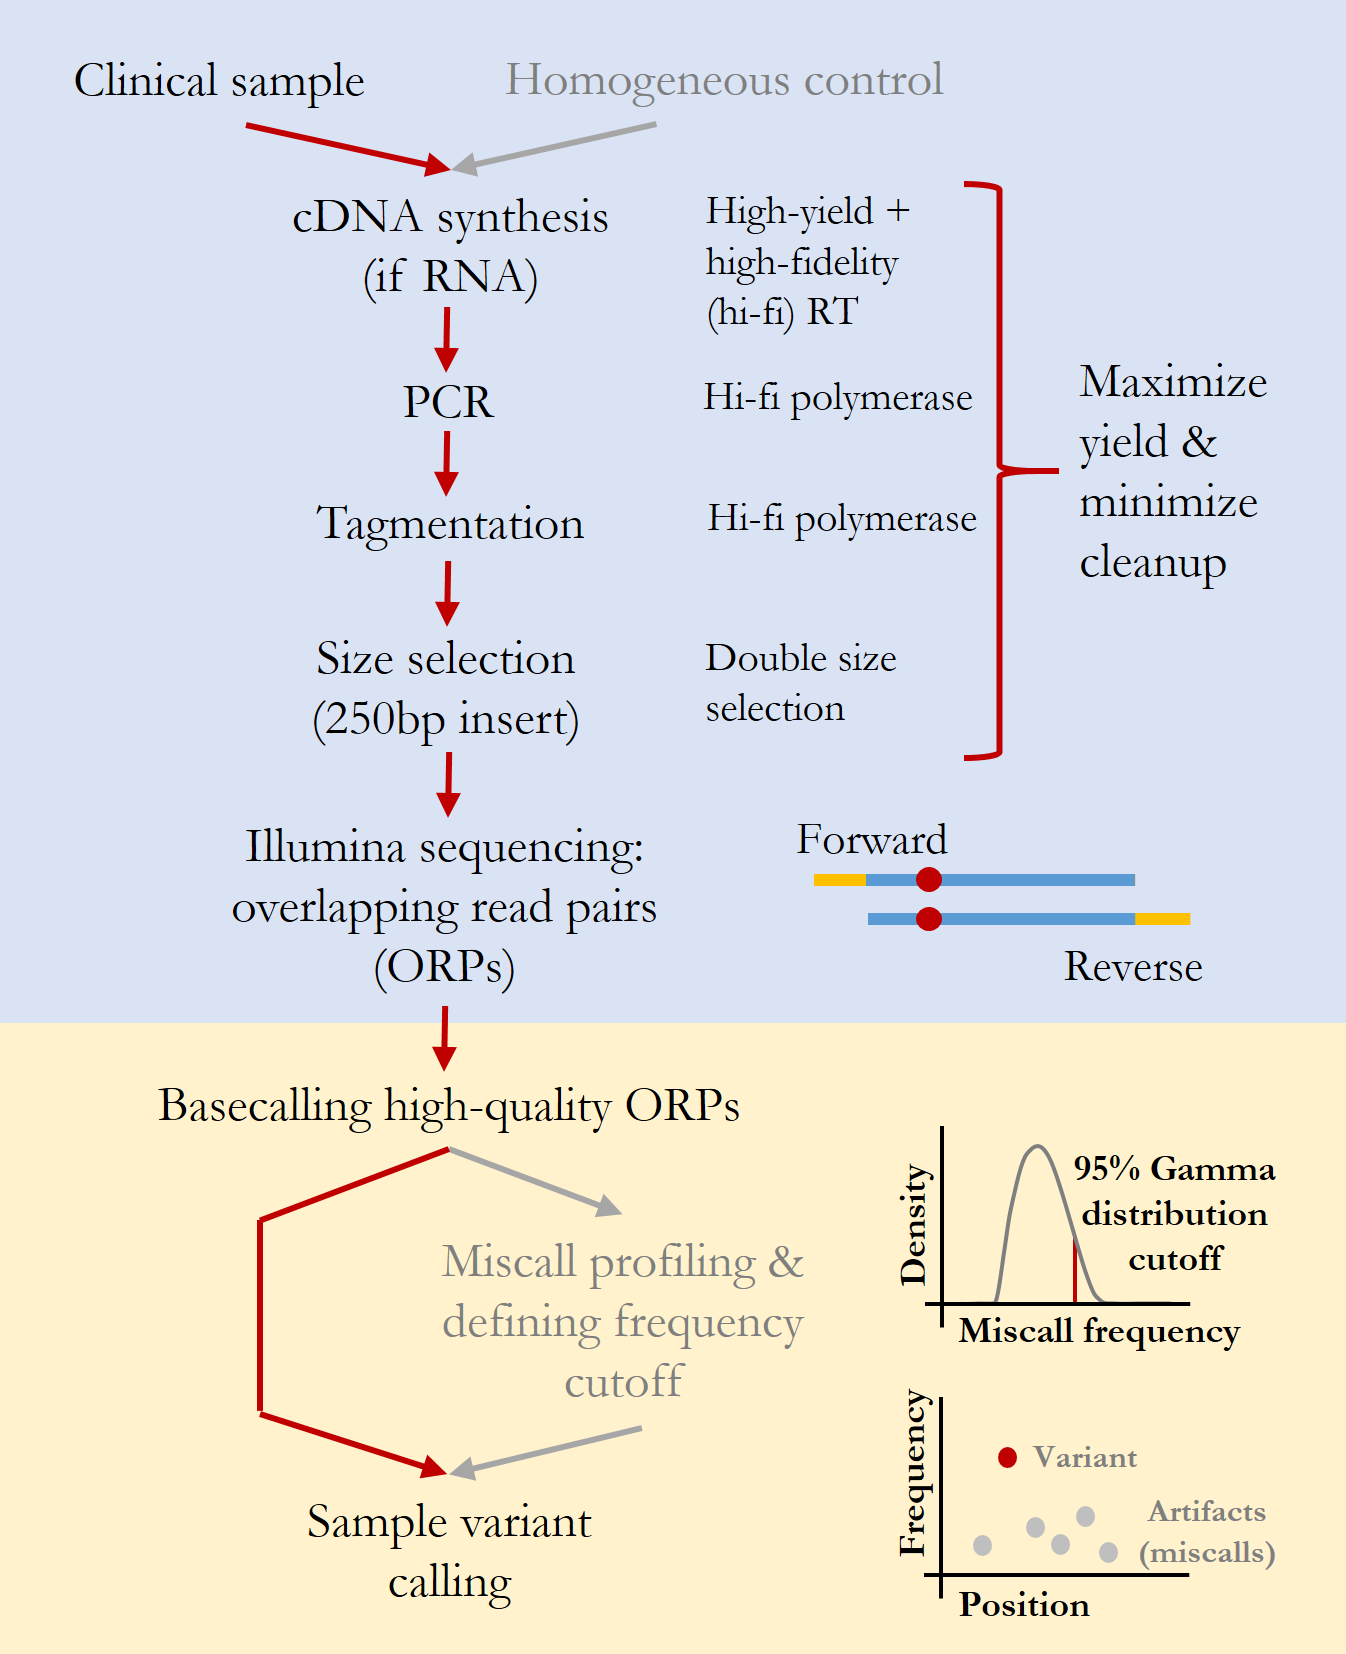 Clinical sample
Homogeneous control
cDNA synthesis
(if RNA)
High-yield +
high-fidelity
(hi-fi) RT
PCR
Hi-fi polymerase
Tagmentation
Hi-fi polymerase
Size selection
(250bp insert)
Double size
selection
Maximize
yield &
minimize
cleanup
Illumina sequencing:
overlapping read pairs
(ORPs)
Forward
Reverse
Basecalling high-quality ORPs
Miscall profiling &
defining frequency
cutoff
Sample variant
calling
Density
95% Gamma
distribution
cutoff
Miscall frequency
Frequency
Variant
Artifacts
(miscalls)
Position